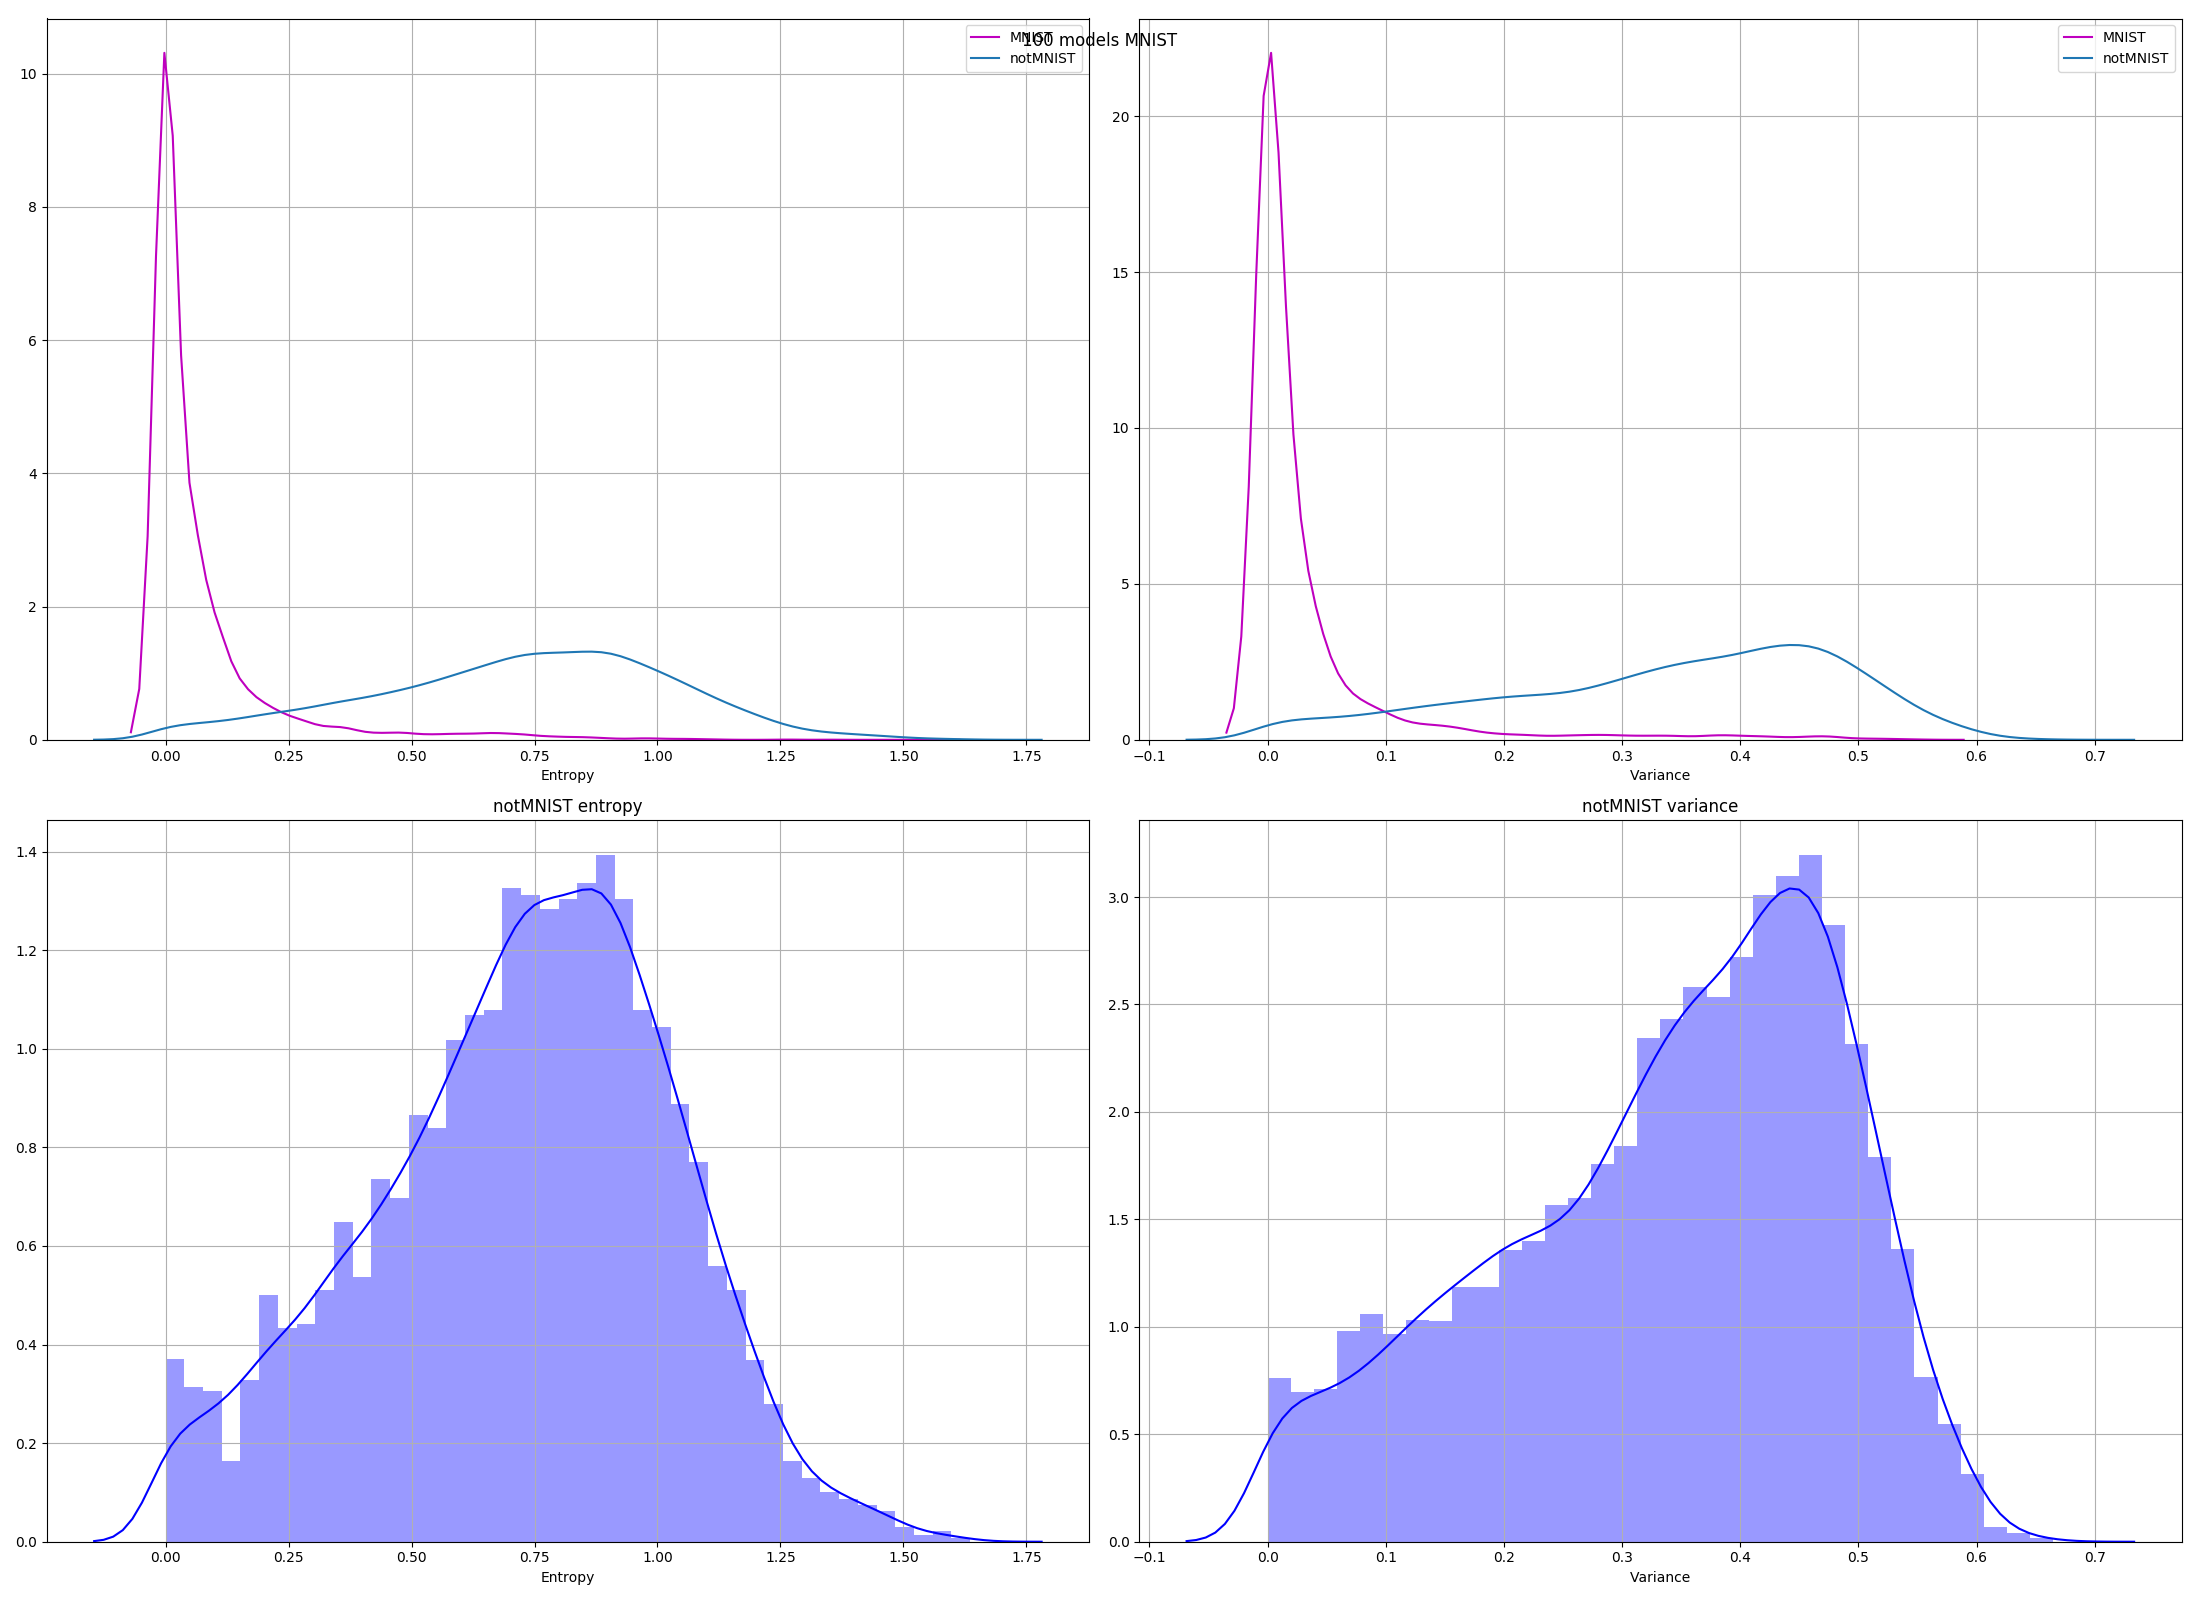 100 models MNIST
MNIST
notMNIST
10
8
6
4
2
0
0.00 0.25 0.50 0.75 1.00 1.25 1.50 1.75
Entropy
MNIST
notMNIST
20
15
10
5
0
−0.1 0.0 0.1 0.2 0.3 0.4 0.5 0.6 0.7
Variance
notMNIST entropy
1.4
1.2
1.0
0.8
0.6
0.4
0.2
0.0
0.00 0.25 0.50 0.75 1.00 1.25 1.50 1.75
Entropy
notMNIST variance
3.0
2.5
2.0
1.5
1.0
0.5
0.0
−0.1 0.0 0.1 0.2 0.3 0.4 0.5 0.6 0.7
Variance